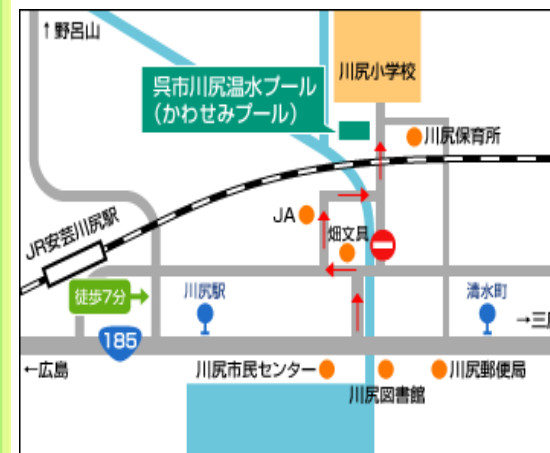 ↑野呂山
川尻小学校
呉市川尻温水プール
(かわせみプール)
川尻保育所
JR安芸川尻駅
JA
畑文具
徒歩7分→
川尻駅
清水町
185
→三
←広島
川尻市民センター
川尻図書館
川尻郵便局